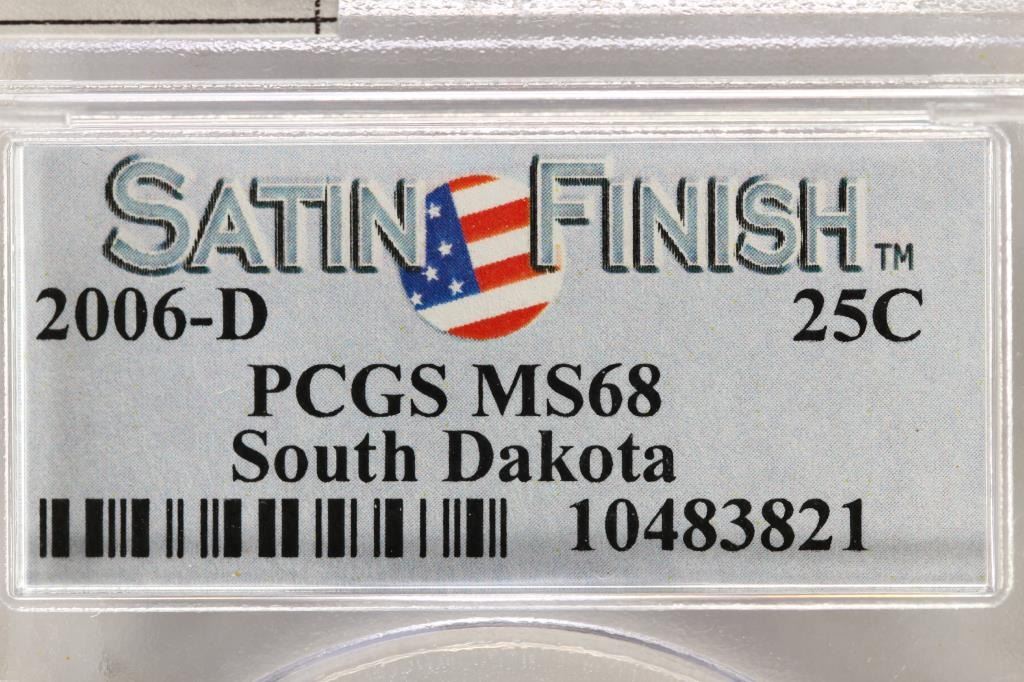 SATIN FINISH™
2006-D 25C
PCGS MS68
South Dakota
10483821